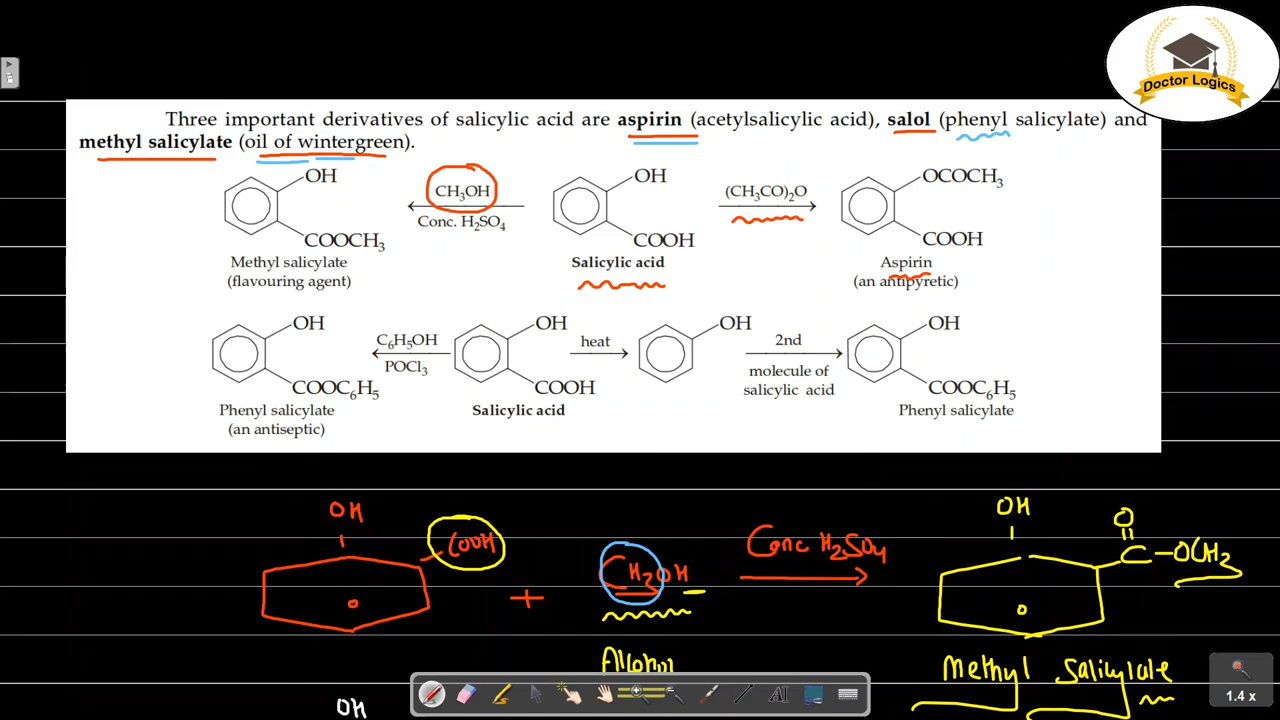 Doctor Logics
Three important derivatives of salicylic acid are aspirin (acetylsalicylic acid), salol (phenyl salicylate) and
methyl salicylate (oil of wintergreen).
OH CH₃OH OH (CH₃CO)₂O OCOCH₃
Conc. H₂SO₄
COOCH₃ COOH COOH
Methyl salicylate Salicylic acid Aspirin
(flavouring agent) (an antipyretic)
OH C₆H₅OH OH heat OH 2nd OH
POCl₃ molecule of
COOC₆H₅ COOH salicylic acid COOC₆H₅
Phenyl salicylate Salicylic acid Phenyl salicylate
(an antiseptic)
OH COOH + CH₃OH Conc H₂SO₄ OH O
C-OCH₃
Alcohol Methyl Salicylate
OH
AI
1.4 x